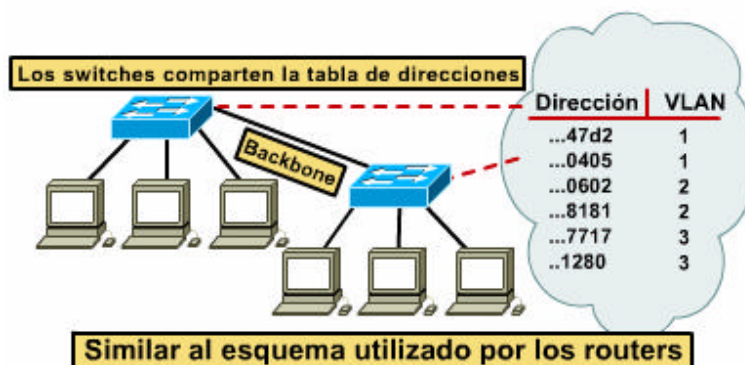 Los switches comparten la tabla de direcciones
Dirección VLAN
...47d2 1
...0405 1
...0602 2
...8181 2
...7717 3
..1280 3
Backbone
Similar al esquema utilizado por los routers